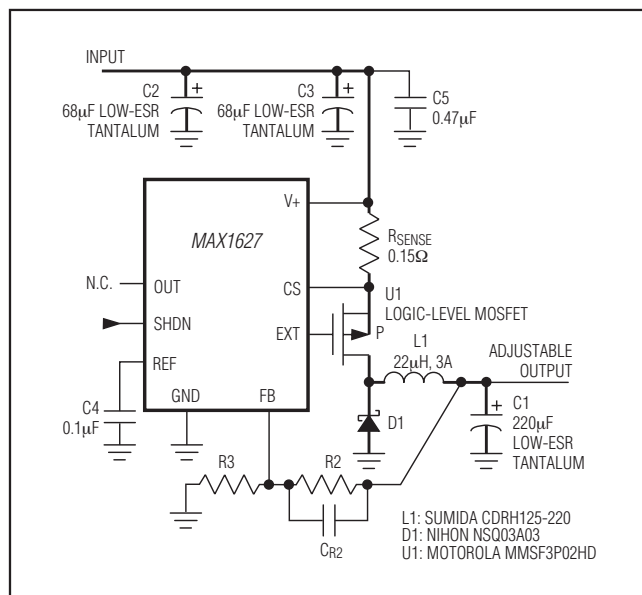 INPUT
C2
68μF LOW-ESR
TANTALUM
+
C3
68μF LOW-ESR
TANTALUM
+
C5
0.47μF
MAX1627
V+
RSENSE
0.15Ω
N.C.
OUT
CS
U1
LOGIC-LEVEL MOSFET
P
SHDN
EXT
REF
L1
22μH, 3A
ADJUSTABLE
OUTPUT
C4
0.1μF
GND
FB
D1
+
C1
220μF
LOW-ESR
TANTALUM
R3
R2
CR2
L1: SUMIDA CDRH125-220
D1: NIHON NSQ03A03
U1: MOTOROLA MMSF3P02HD